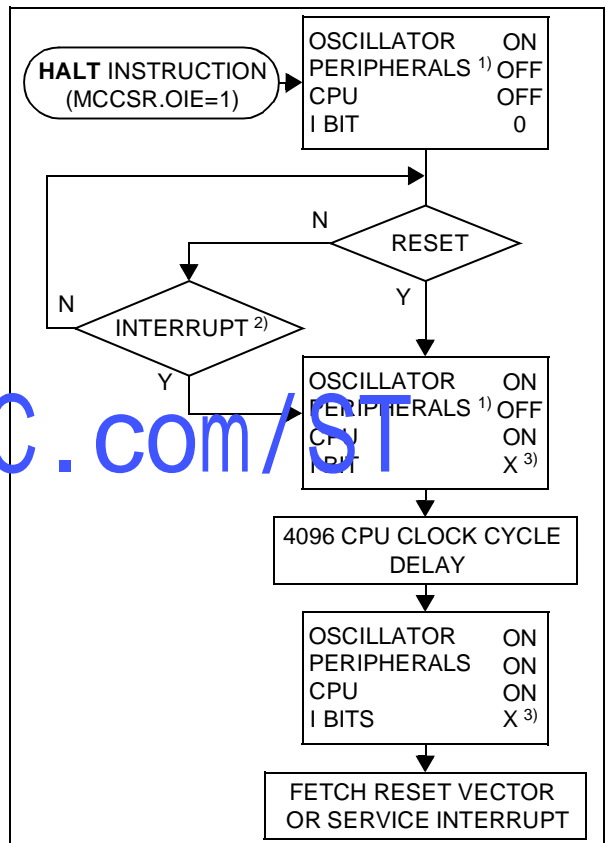 HALT INSTRUCTION
(MCCSR.OIE=1)
OSCILLATOR ON
PERIPHERALS 1) OFF
CPU OFF
I BIT 0
N
RESET
Y
N
INTERRUPT 2)
Y
OSCILLATOR ON
PERIPHERALS 1) OFF
CPU ON
I BIT X 3)
C.com/ST
4096 CPU CLOCK CYCLE
DELAY
OSCILLATOR ON
PERIPHERALS ON
CPU ON
I BITS X 3)
FETCH RESET VECTOR
OR SERVICE INTERRUPT